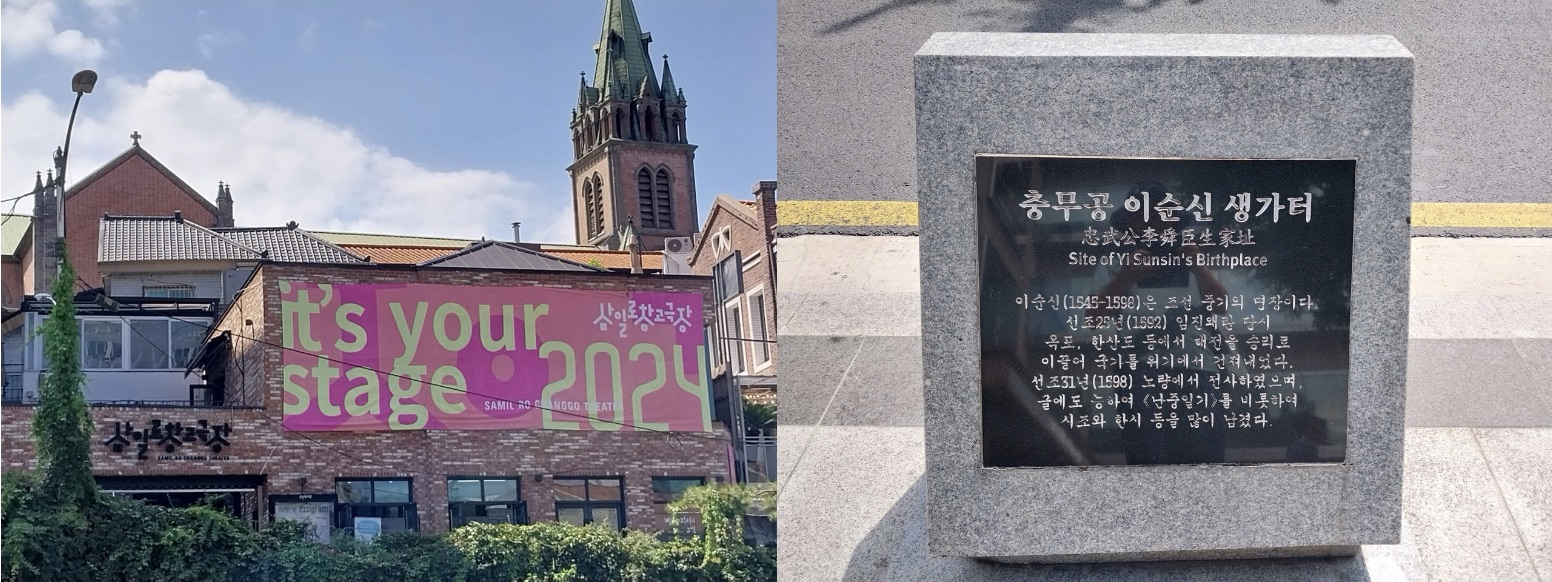 it's your
stage
2024
삼일로창고극장
SAMIL RO CHANGGO THEATER
삼일로창고극장
SAMIL RO CHANGGO THEATER
Program
충무공 이순신 생가터
忠武公李舜臣生家址
Site of Yi Sunsin's Birthplace
이순신(1545-1598)은 조선 중기의 명장이다.
선조25년(1592) 임진왜란 당시
옥포, 한산도 등에서 해전을 승리로
이끌어 국가를 위기에서 건져내었다.
선조31년(1598) 노량에서 전사하였으며,
글에도 능하여 《난중일기》를 비롯하여
시조와 한시 등을 많이 남겼다.